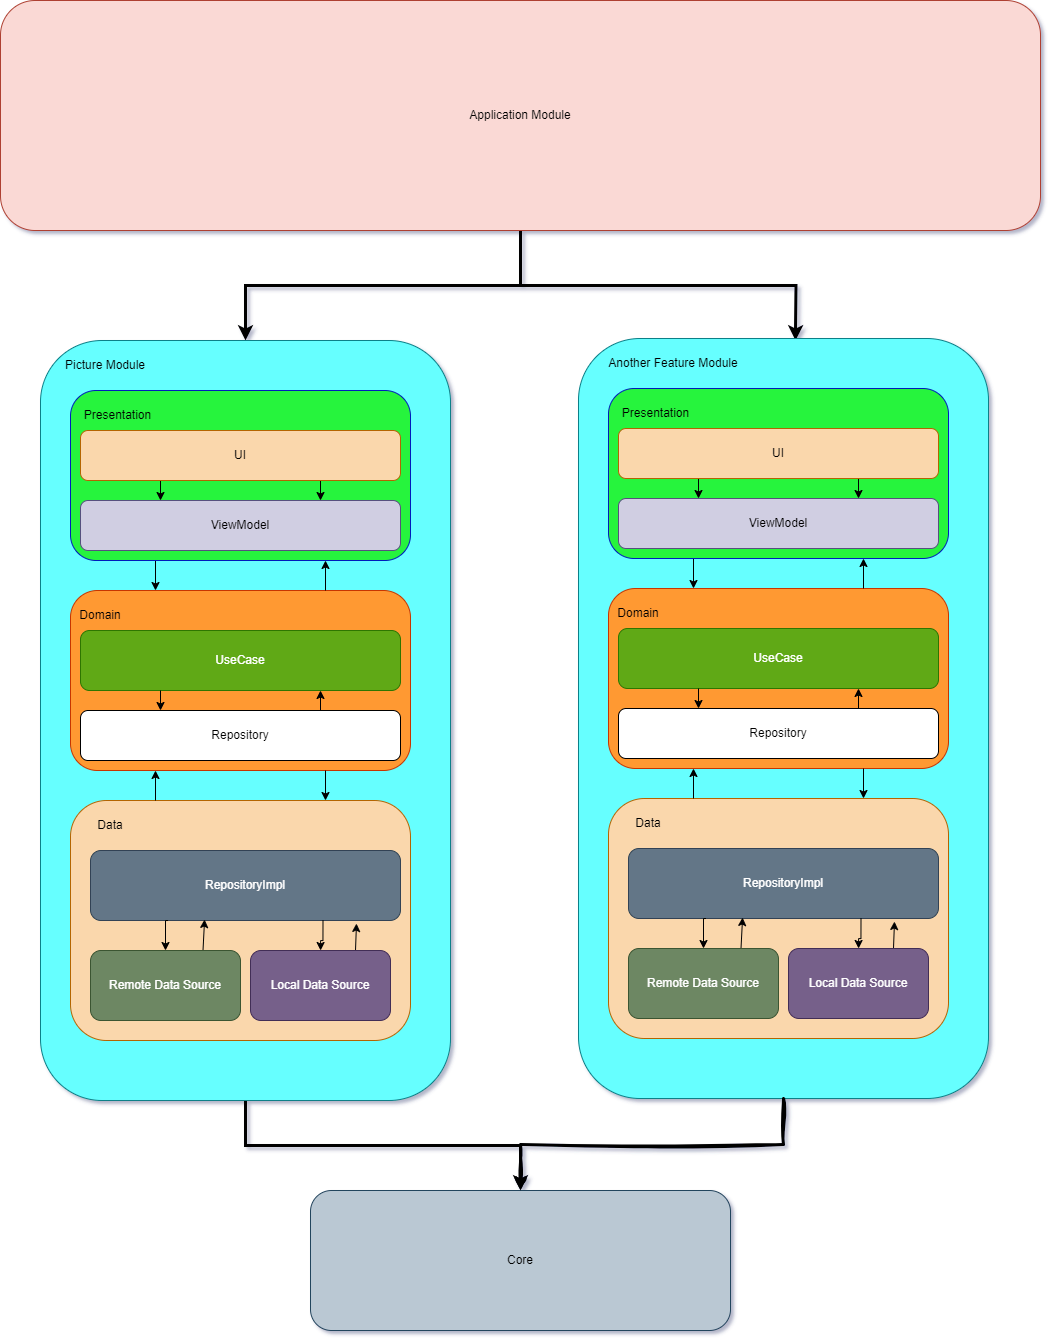 Application Module
Picture Module
Presentation
UI
ViewModel
Domain
UseCase
Repository
Data
RepositoryImpl
Remote Data Source
Local Data Source
Another Feature Module
Presentation
UI
ViewModel
Domain
UseCase
Repository
Data
RepositoryImpl
Remote Data Source
Local Data Source
Core